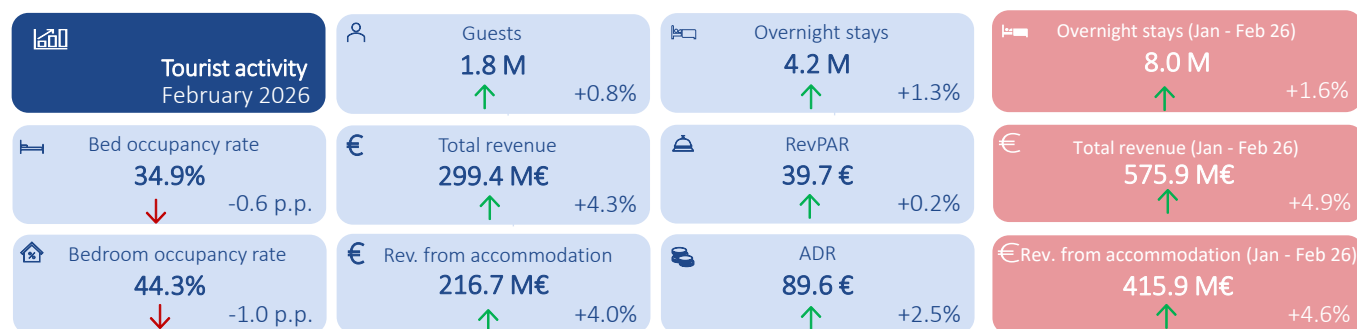 Tourist activity
February 2026
Guests
1.8 M
+0.8%
Overnight stays
4.2 M
+1.3%
Overnight stays (Jan - Feb 26)
8.0 M
+1.6%
Bed occupancy rate
34.9%
-0.6 p.p.
€
Total revenue
299.4 M€
+4.3%
RevPAR
39.7 €
+0.2%
€
Total revenue (Jan - Feb 26)
575.9 M€
+4.9%
%
Bedroom occupancy rate
44.3%
-1.0 p.p.
€
Rev. from accommodation
216.7 M€
+4.0%
ADR
89.6 €
+2.5%
€ Rev. from accommodation (Jan - Feb 26)
415.9 M€
+4.6%